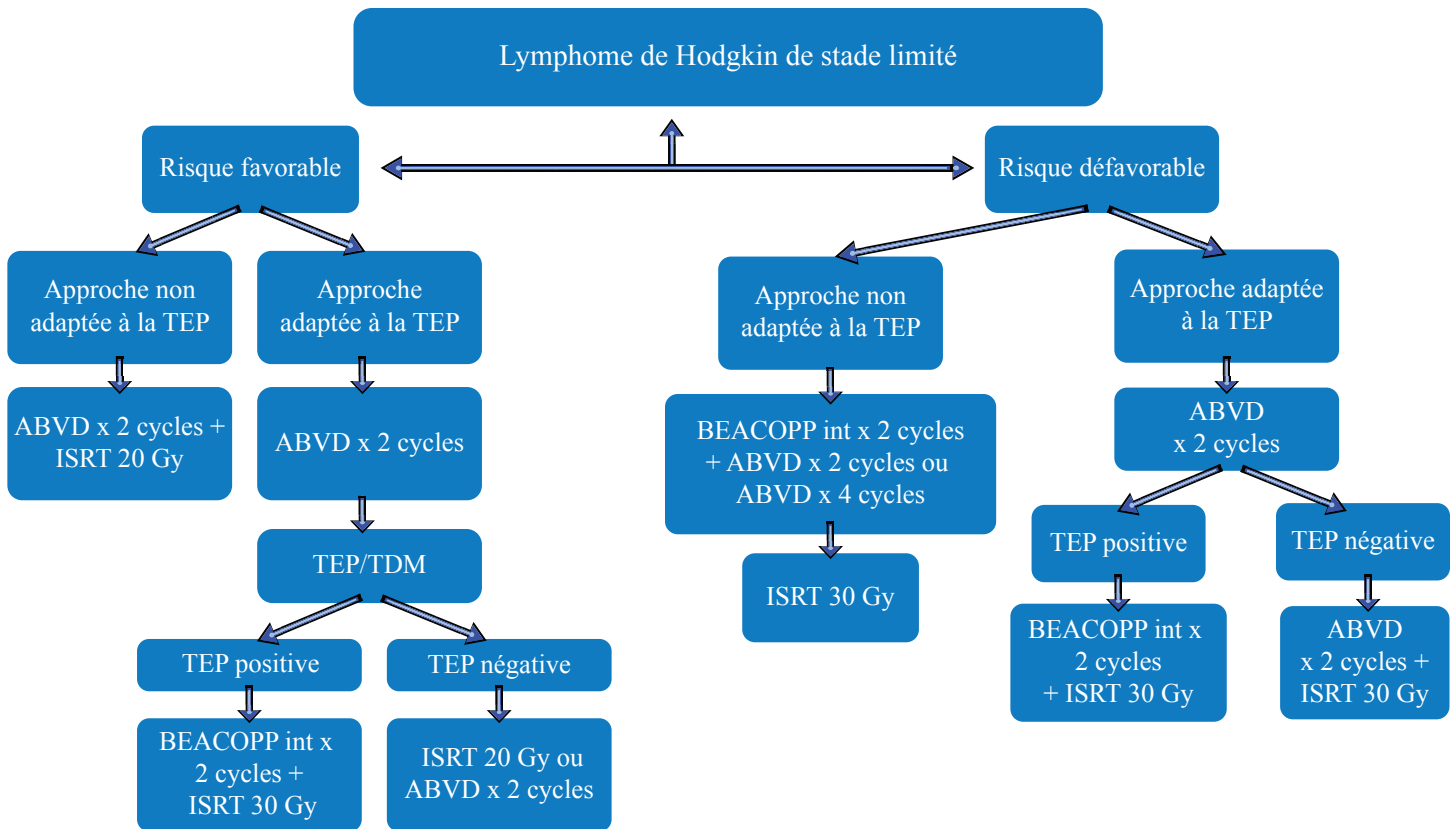 Lymphome de Hodgkin de stade limité
Risque favorable
Risque défavorable
Approche non
adaptée à la TEP
Approche
adaptée à la TEP
Approche non
adaptée à la TEP
Approche adaptée
à la TEP
ABVD x 2 cycles +
ISRT 20 Gy
ABVD x 2 cycles
BEACOPP int x 2 cycles
+ ABVD x 2 cycles ou
ABVD x 4 cycles
ABVD
x 2 cycles
TEP/TDM
ISRT 30 Gy
TEP positive
TEP négative
TEP positive
TEP négative
BEACOPP int x
2 cycles +
ISRT 30 Gy
ISRT 20 Gy ou
ABVD x 2 cycles
BEACOPP int x
2 cycles
+ ISRT 30 Gy
ABVD
x 2 cycles +
ISRT 30 Gy